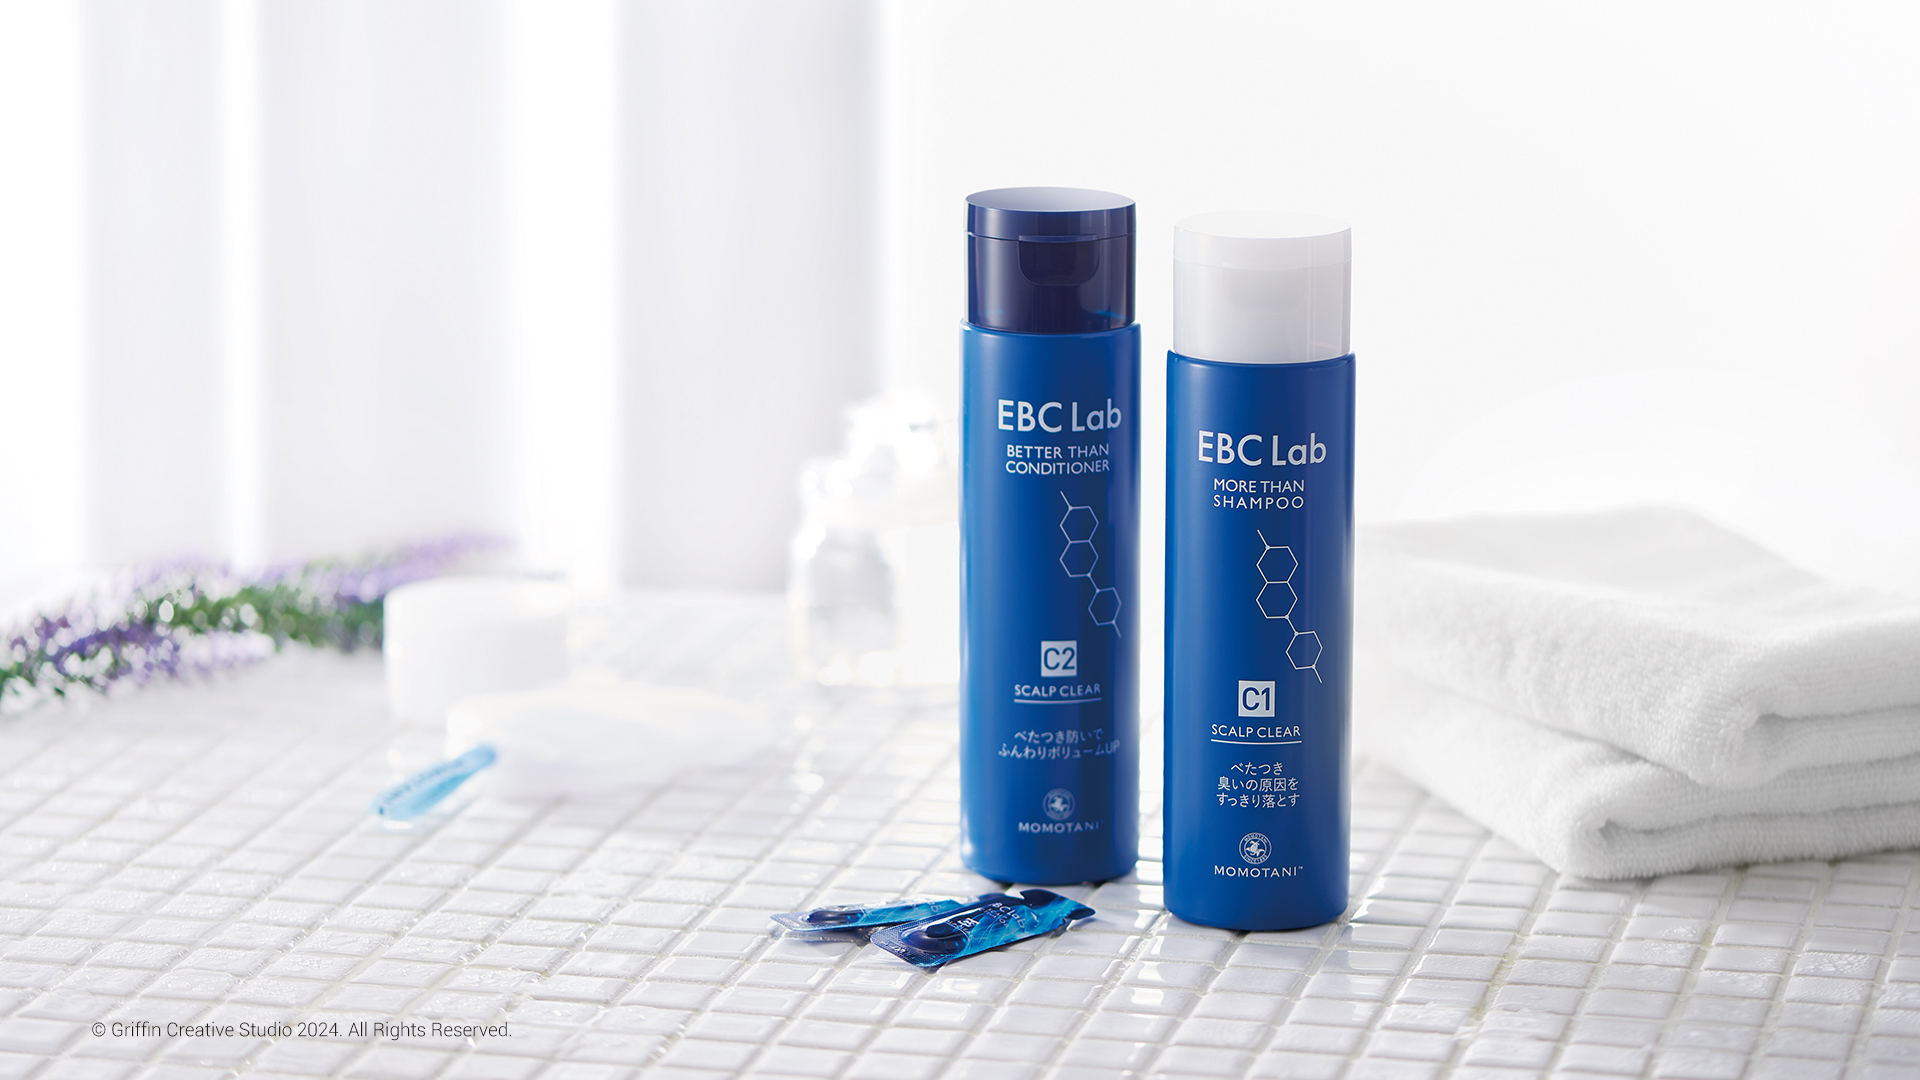 EBC Lab
BETTER THAN
CONDITIONER
C2
SCALP CLEAR
べたつき防いで
ふんわりボリュームUP
MOMOTANI
EBC Lab
MORE THAN
SHAMPOO
C1
SCALP CLEAR
べたつき
臭いの原因を
すっきり落とす
MOMOTANI™
EBC Lab
© Griffin Creative Studio 2024. All Rights Reserved.